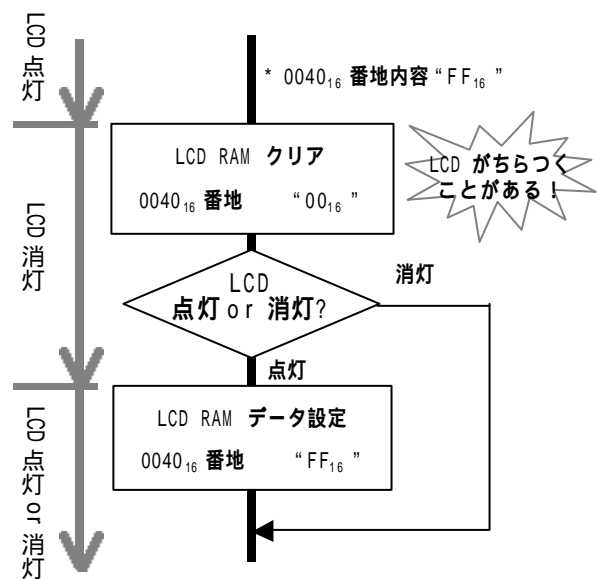 LCD 点灯
* 0040₁₆ 番地内容 “FF₁₆ ”
LCD 消灯
LCD RAM クリア
0040₁₆ 番地 “00₁₆ ”
LCD がちらつく
ことがある！
LCD
点灯 or 消灯?
消灯
点灯
LCD 点灯 or 消灯
LCD RAM データ設定
0040₁₆ 番地 “FF₁₆ ”